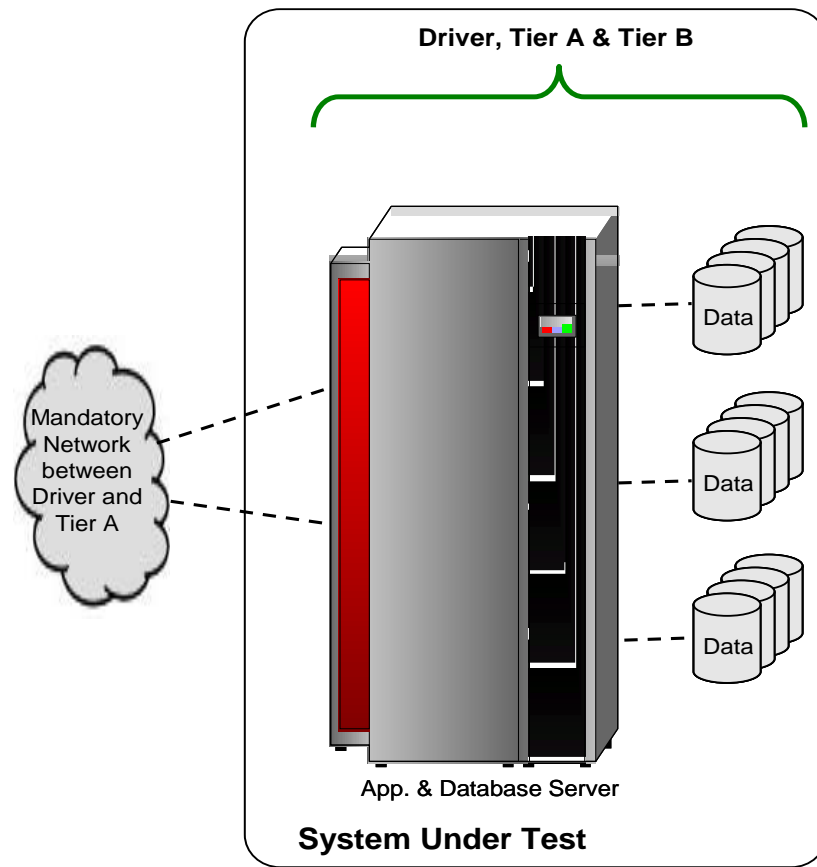 Driver, Tier A & Tier B
Mandatory
Network
between
Driver and
Tier A
Data
Data
Data
App. & Database Server
System Under Test